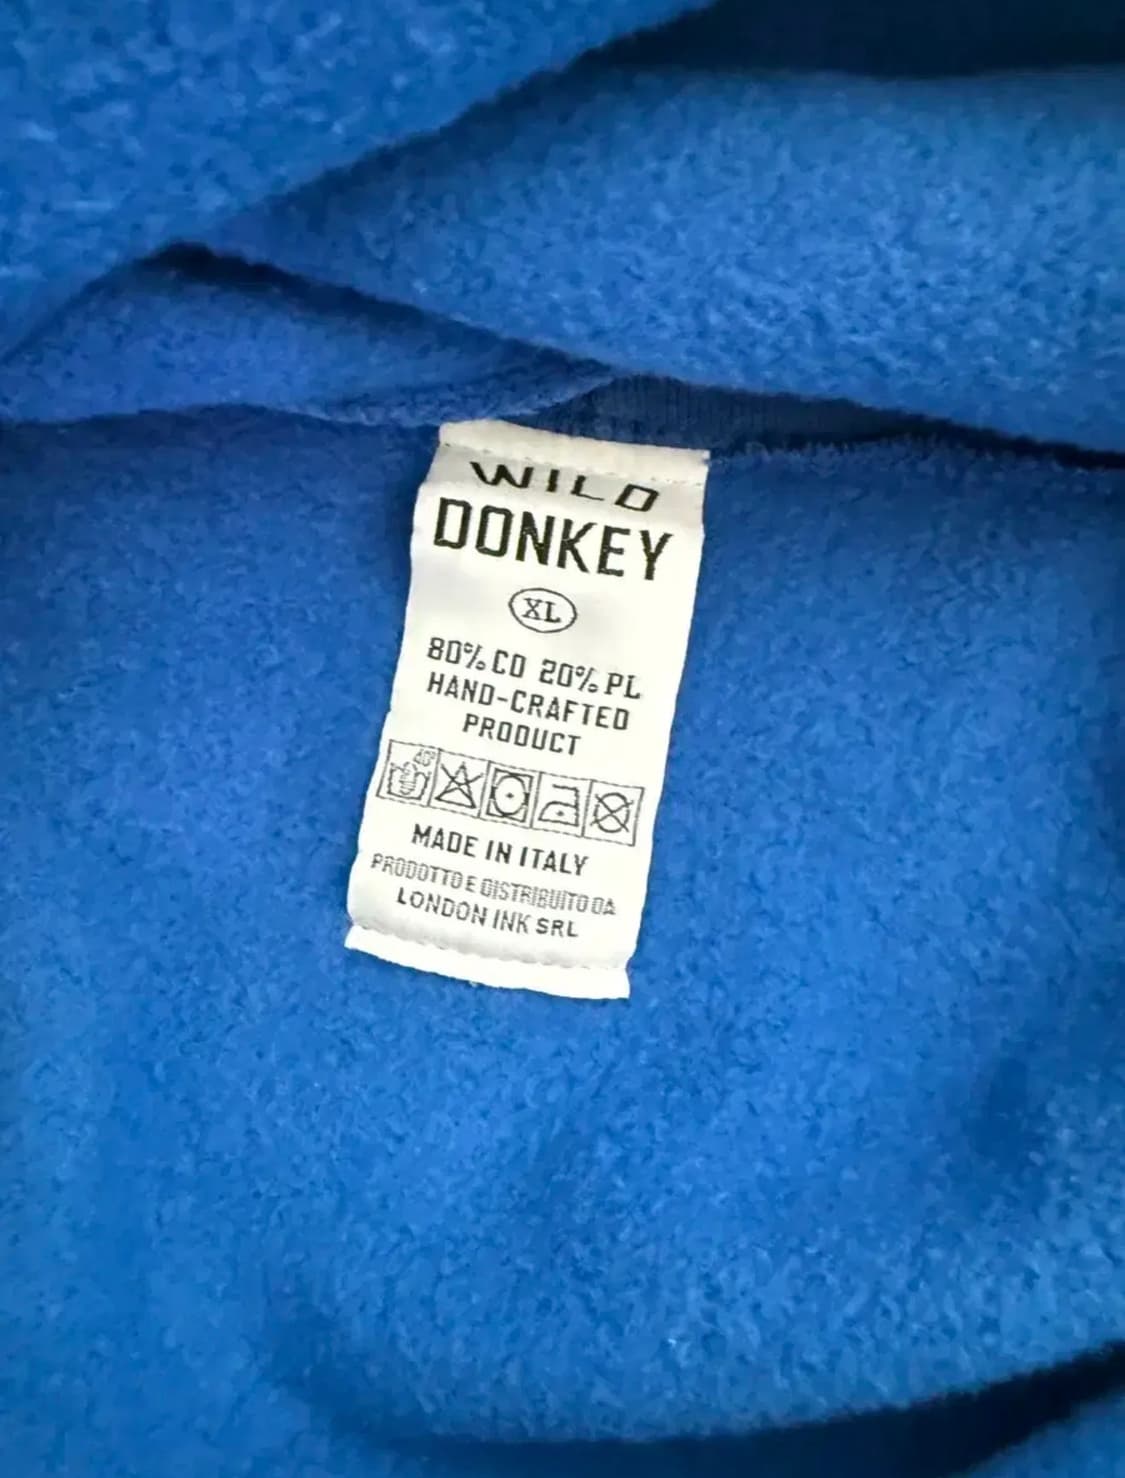 WILD
DONKEY
XL
80% CO 20% PL
HAND-CRAFTED
PRODUCT
40°
MADE IN ITALY
PRODOTTO E DISTRIBUITO DA
LONDON INK SRL